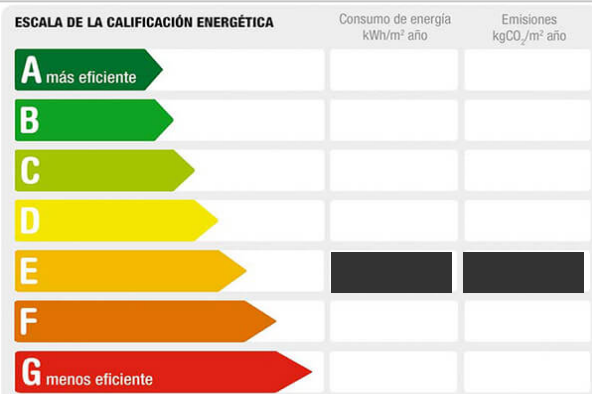 ESCALA DE LA CALIFICACIÓN ENERGÉTICA
Consumo de energía
kWh/m² año
Emisiones
kgCO₂/m² año
A más eficiente
B
C
D
E
F
G menos eficiente